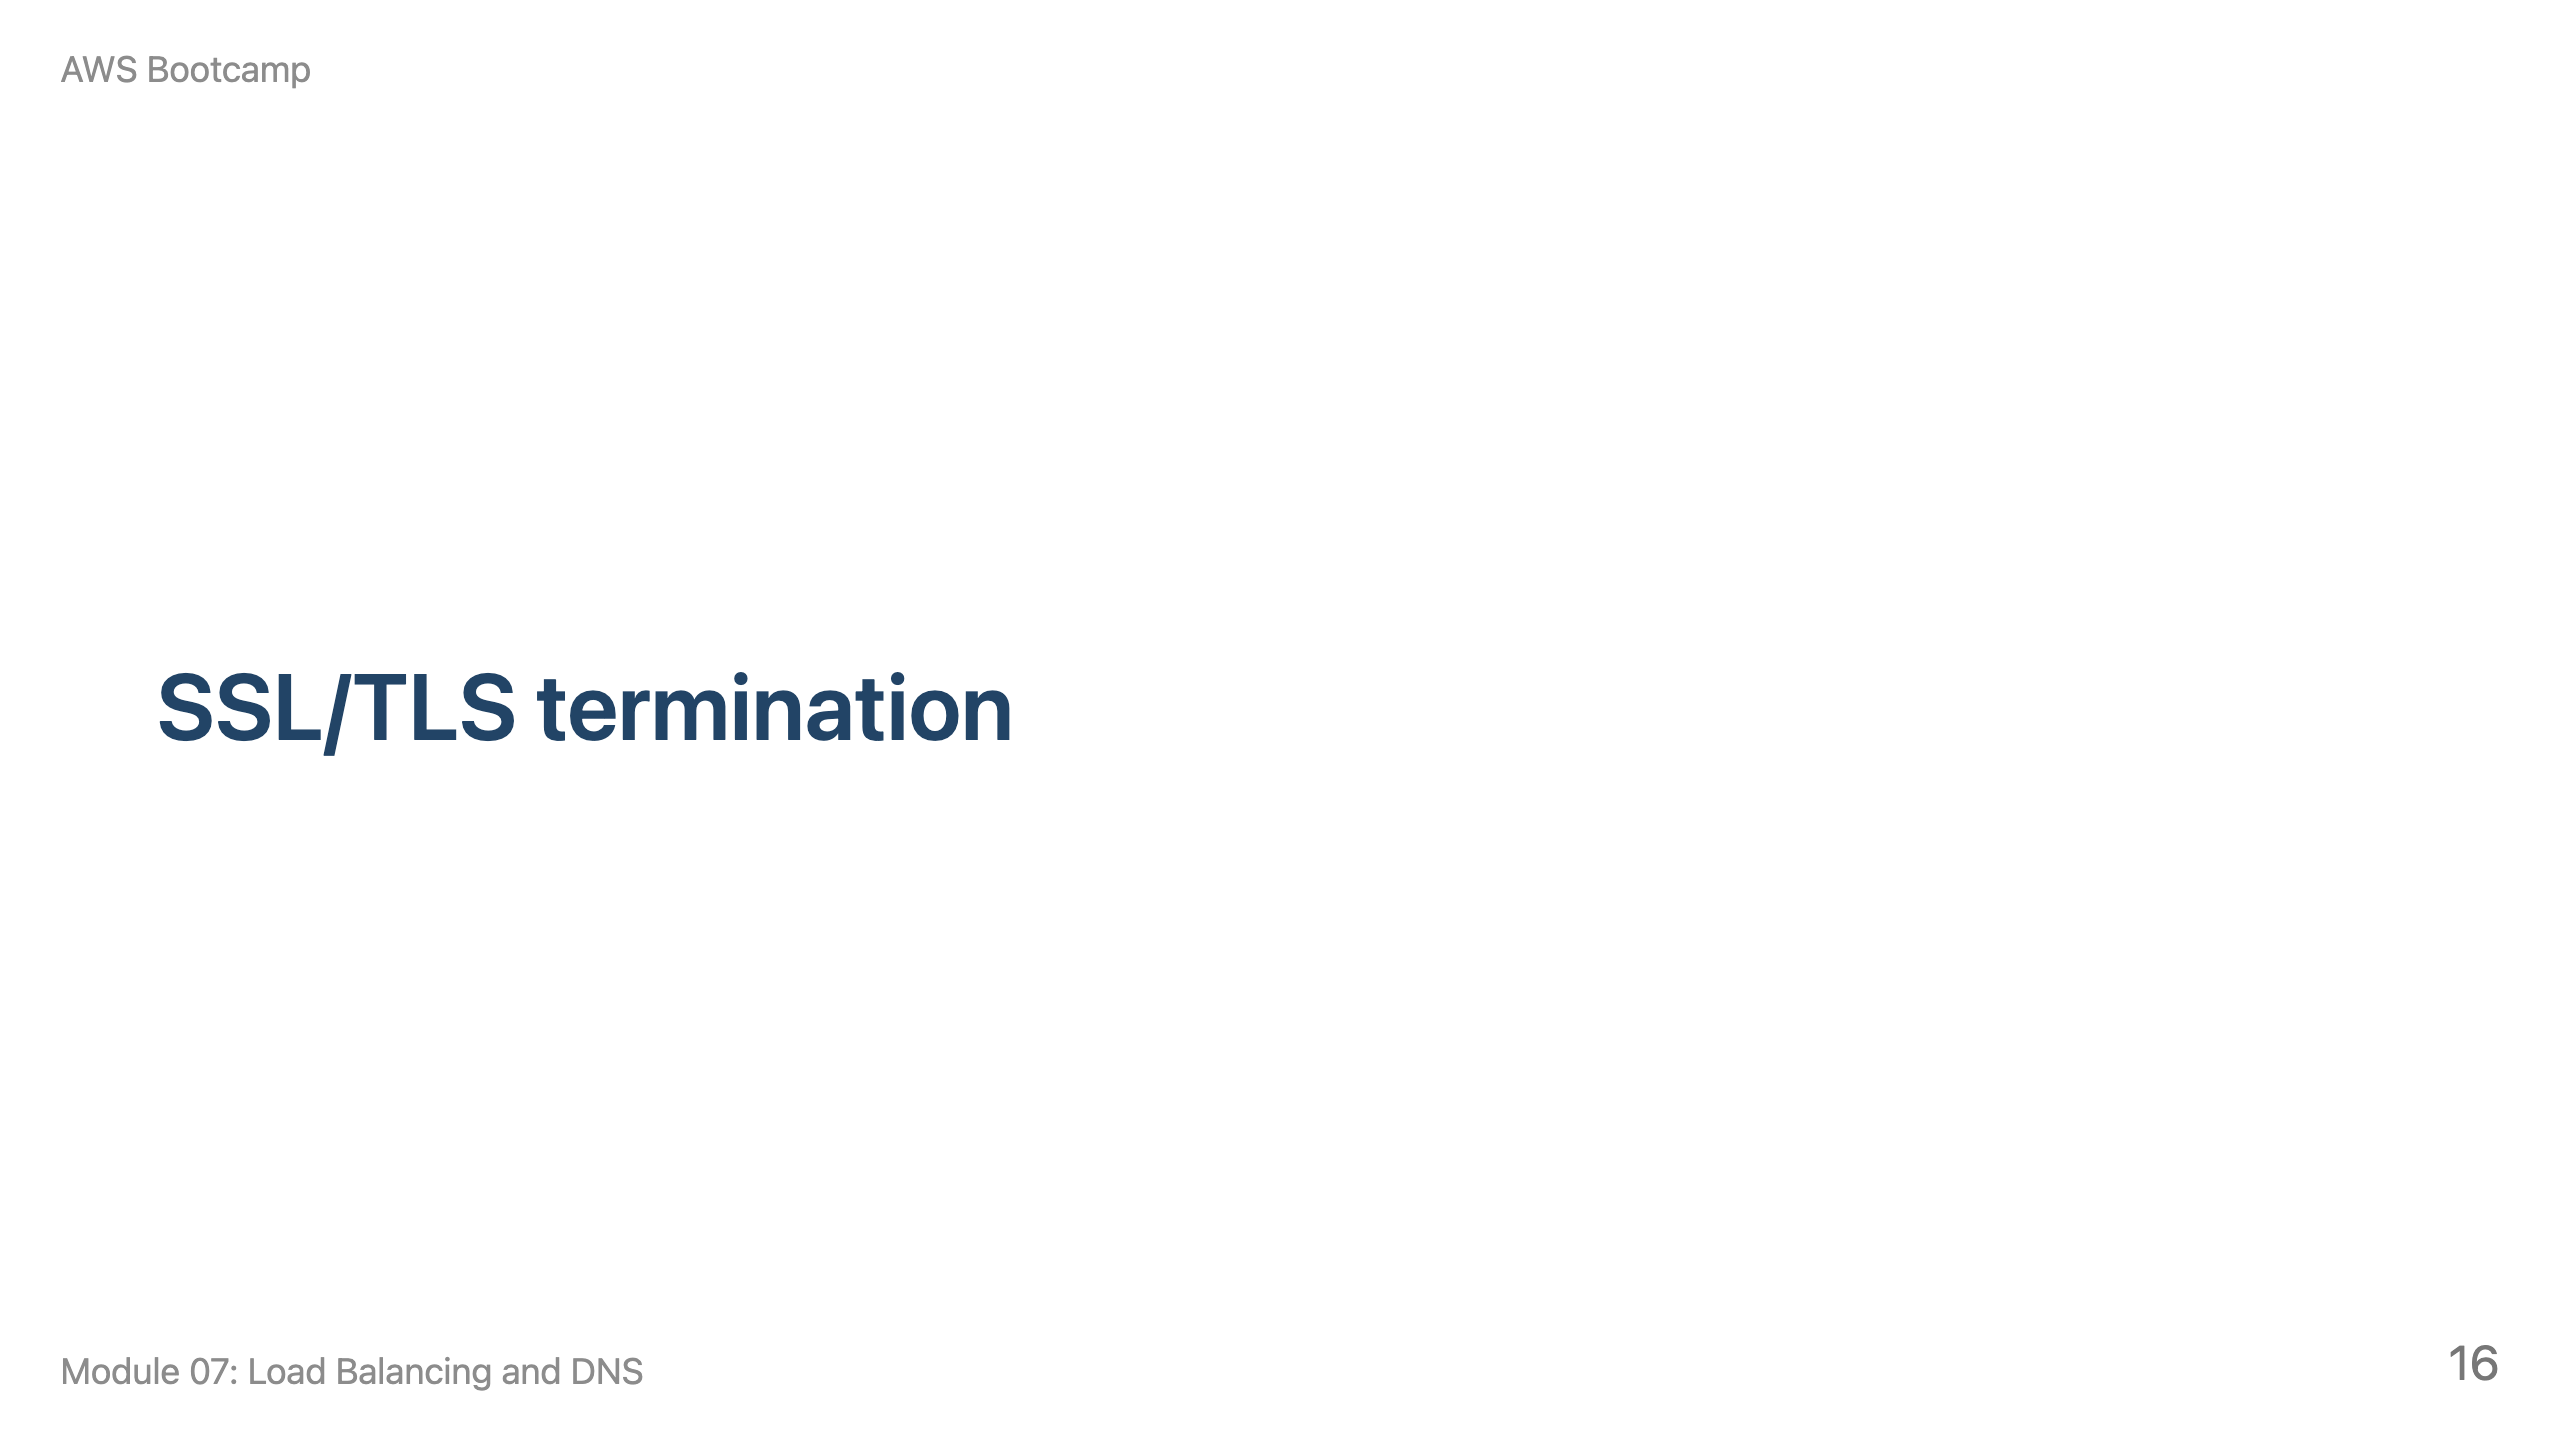 AWS Bootcamp
SSL/TLS termination
Module 07: Load Balancing and DNS
16